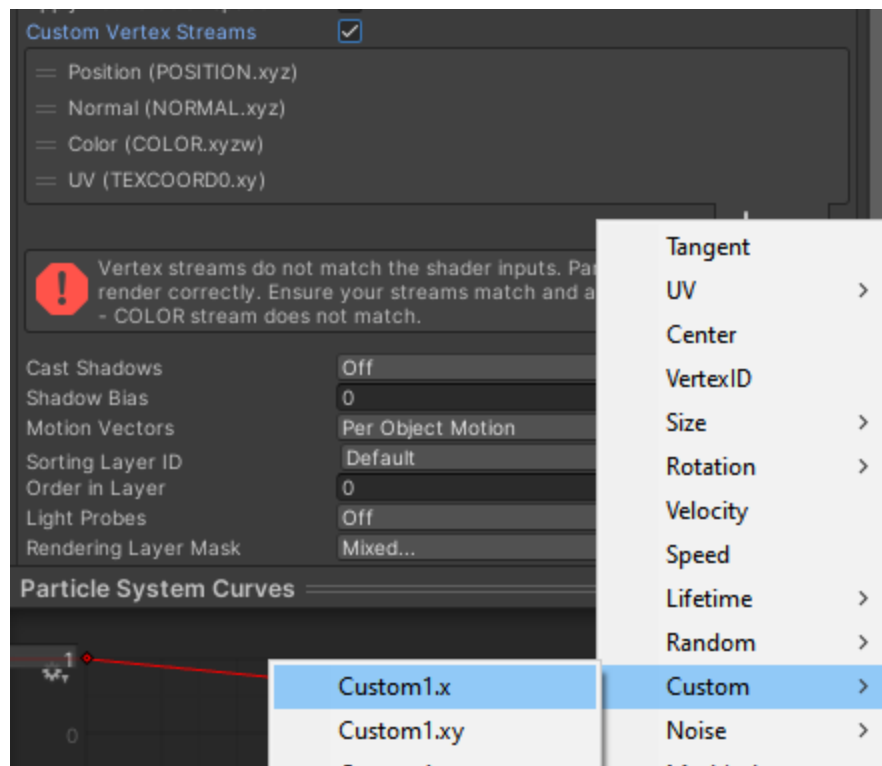 Custom Vertex Streams
Position (POSITION.xyz)
Normal (NORMAL.xyz)
Color (COLOR.xyzw)
UV (TEXCOORD0.xy)
Vertex streams do not match the shader inputs. Pa
render correctly. Ensure your streams match and a
- COLOR stream does not match.
Cast Shadows Off
Shadow Bias 0
Motion Vectors Per Object Motion
Sorting Layer ID Default
Order in Layer 0
Light Probes Off
Rendering Layer Mask Mixed...
Particle System Curves
1
0
Tangent
UV
Center
VertexID
Size
Rotation
Velocity
Speed
Lifetime
Random
Custom
Noise
Custom1.x
Custom1.xy